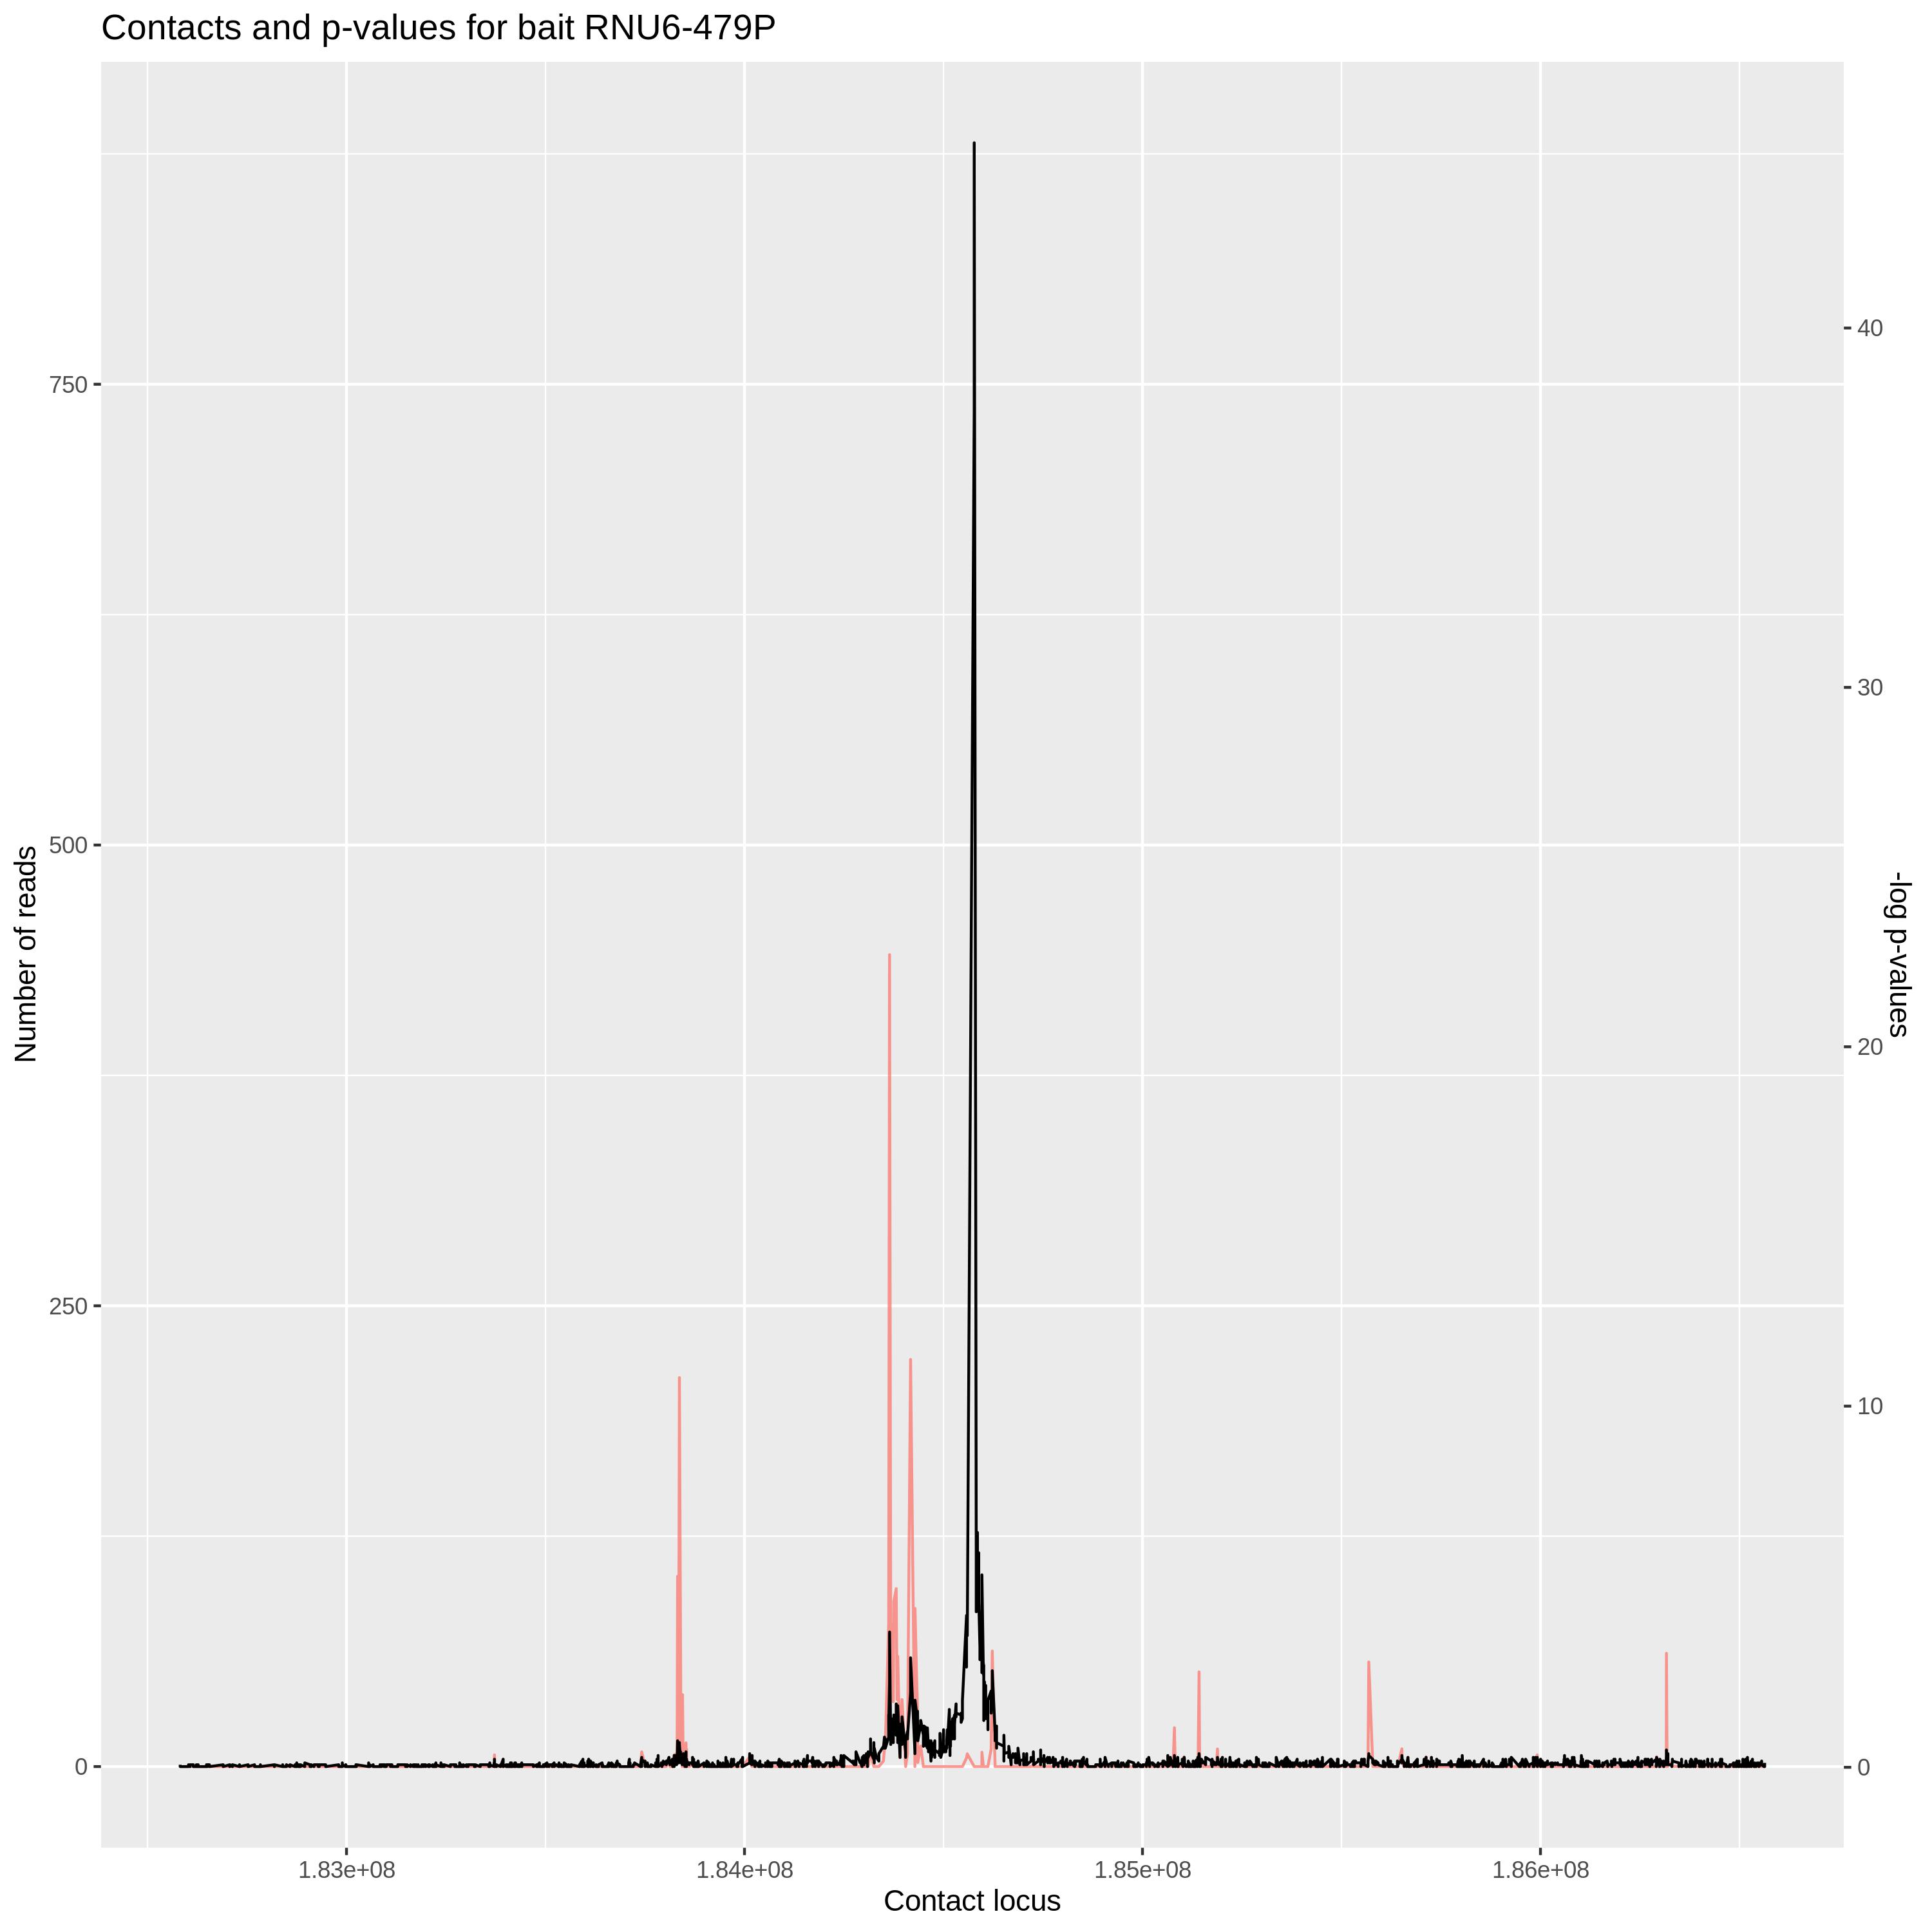 Contacts and p-values for bait RNU6-479P
750
500
250
0
Number of reads
40
30
20
10
0
-log p-values
1.83e+08
1.84e+08
1.85e+08
1.86e+08
Contact locus